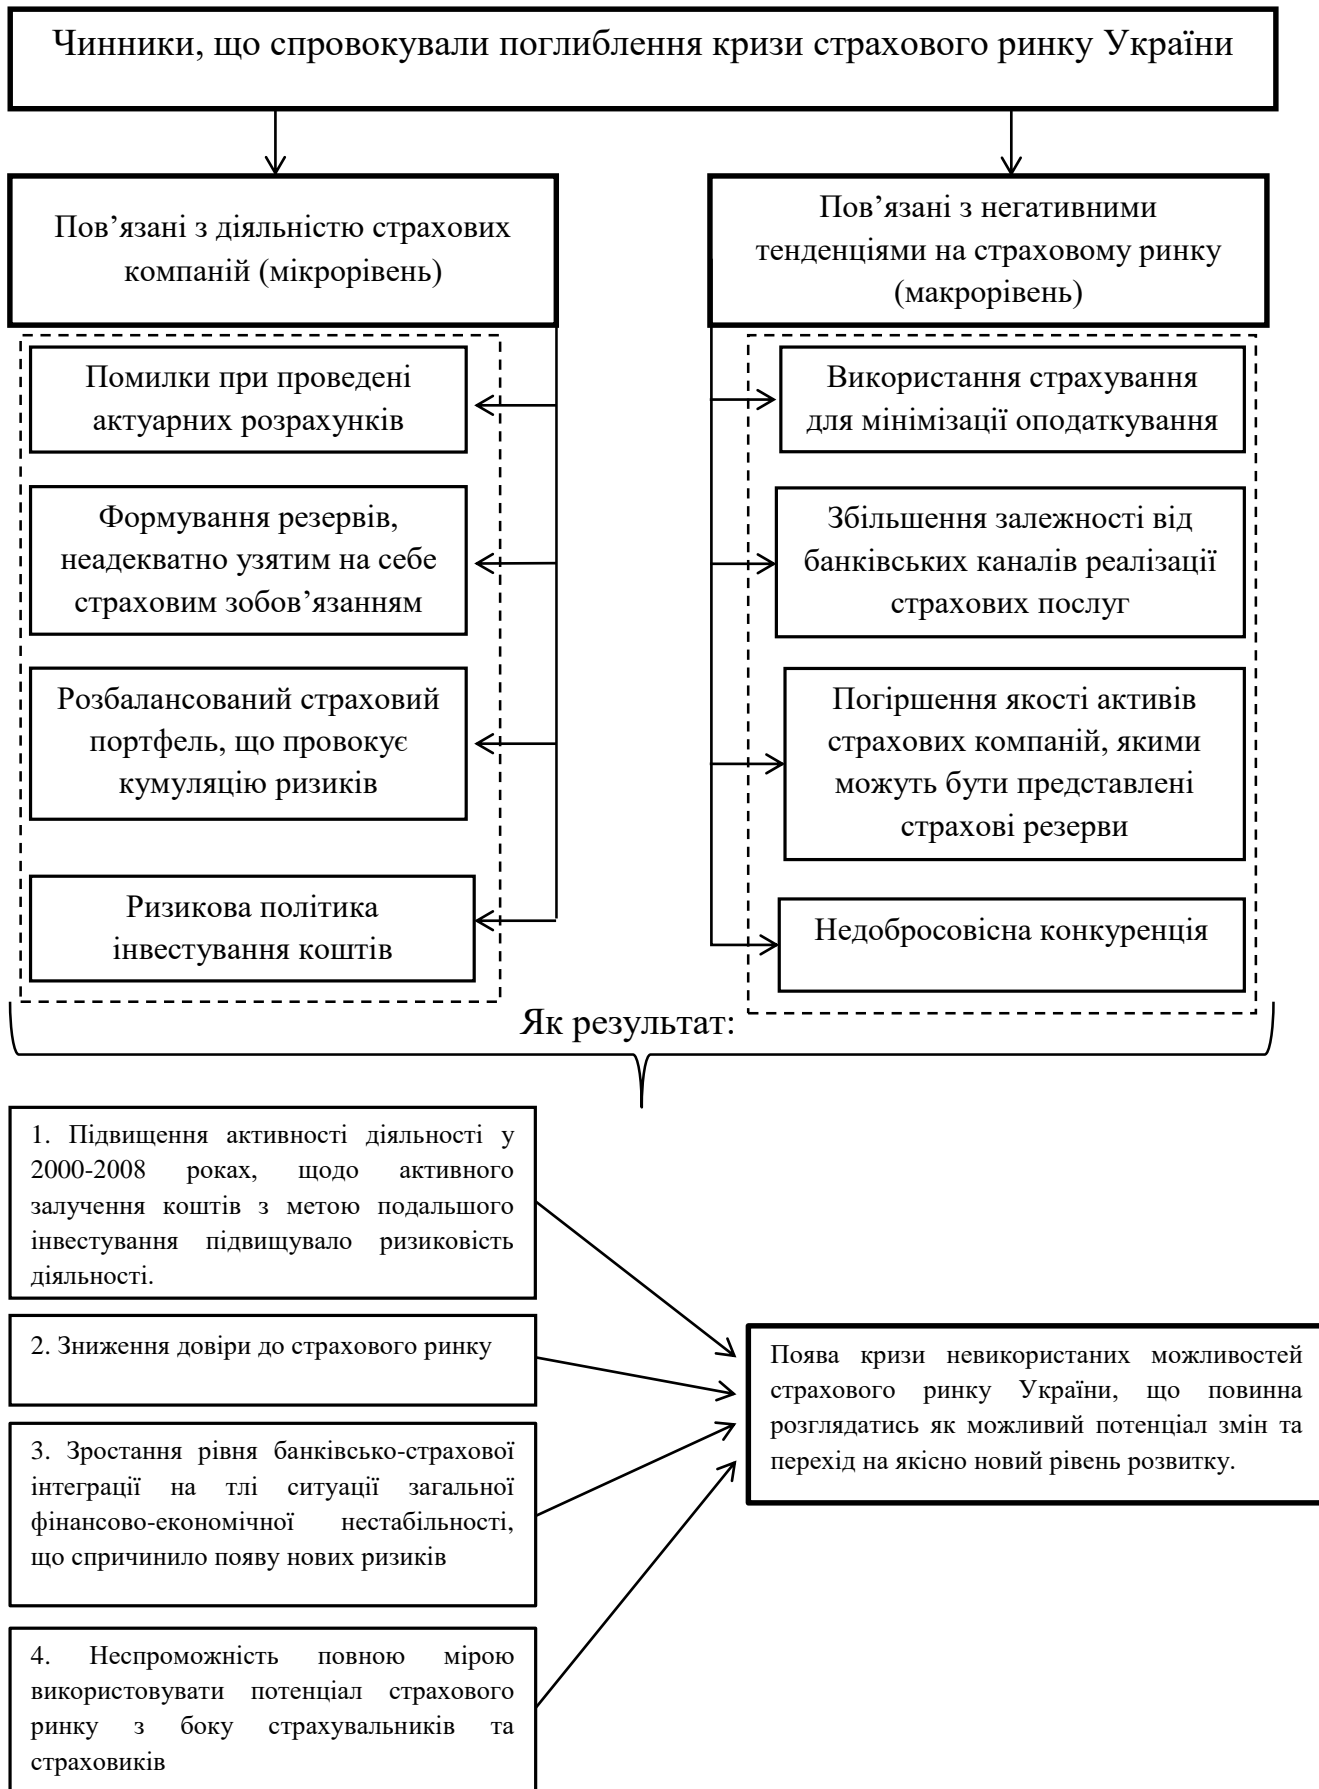 Чинники, що спровокували поглиблення кризи страхового ринку України
Пов’язані з діяльністю страхових
компаній (мікрорівень)
Помилки при проведені
актуарних розрахунків
Формування резервів,
неадекватно узятим на себе
страховим зобов’язанням
Розбалансований страховий
портфель, що провокує
кумуляцію ризиків
Ризикова політика
інвестування коштів
Пов’язані з негативними
тенденціями на страховому ринку
(макрорівень)
Використання страхування
для мінімізації оподаткування
Збільшення залежності від
банківських каналів реалізації
страхових послуг
Погіршення якості активів
страхових компаній, якими
можуть бути представлені
страхові резерви
Недобросовісна конкуренція
Як результат:
1. Підвищення активності діяльності у
2000-2008 роках, щодо активного
залучення коштів з метою подальшого
інвестування підвищувало ризиковість
діяльності.
2. Зниження довіри до страхового ринку
3. Зростання рівня банківсько-страхової
інтеграції на тлі ситуації загальної
фінансово-економічної нестабільності,
що спричинило появу нових ризиків
4. Неспроможність повною мірою
використовувати потенціал страхового
ринку з боку страхувальників та
страховиків
Поява кризи невикористаних можливостей
страхового ринку України, що повинна
розглядатись як можливий потенціал змін та
перехід на якісно новий рівень розвитку.